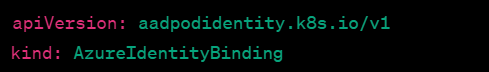 apiVersion: aadpodidentity.k8s.io/v1
kind: AzureIdentityBinding